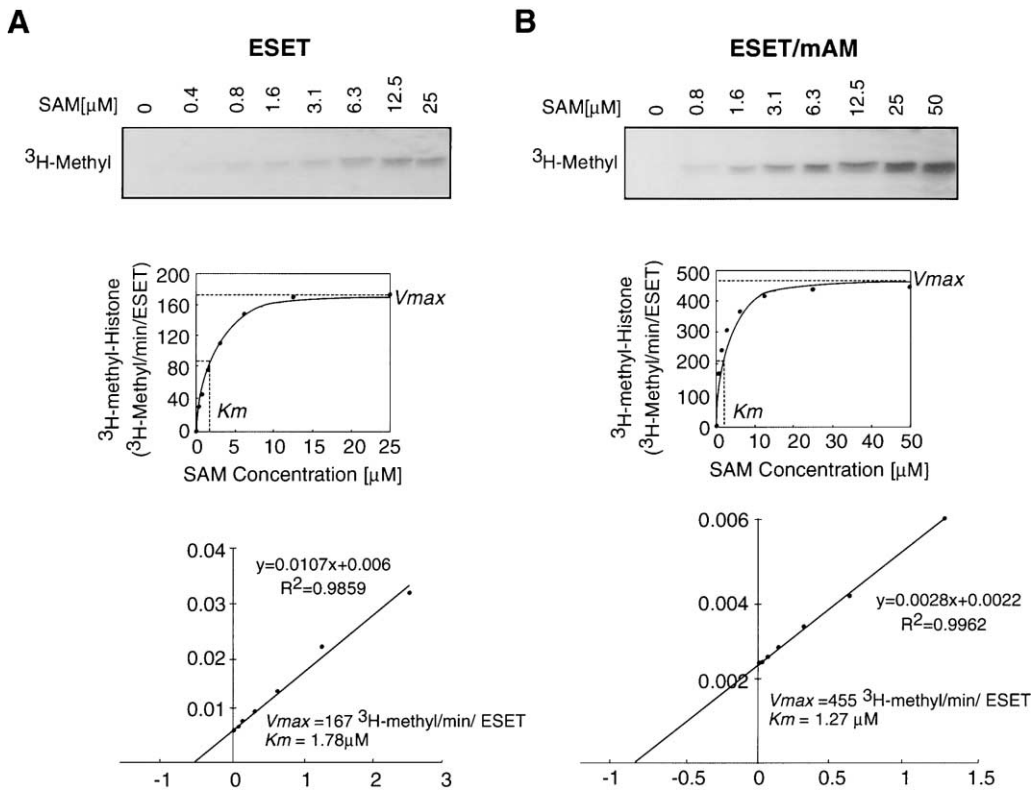 A
ESET
SAM[μM] 0 0.4 0.8 1.6 3.1 6.3 12.5 25
³H-Methyl
³H-methyl-Histone
(³H-Methyl/min/ESET)
200
160
120
80
40
0
Vmax
Km
0 5 10 15 20 25
SAM Concentration [μM]
0.04
0.03
0.02
0.01
y=0.0107x+0.006
R²=0.9859
Vmax =167 ³H-methyl/min/ ESET
Km = 1.78μM
-1 0 1 2 3
B
ESET/mAM
SAM[μM] 0 0.8 1.6 3.1 6.3 12.5 25 50
³H-Methyl
³H-methyl-Histone
(³H-Methyl/min/ESET)
500
400
300
200
100
0
Vmax
Km
0 10 20 30 40 50
SAM Concentration [μM]
0.006
0.004
0.002
y=0.0028x+0.0022
R²=0.9962
Vmax =455 ³H-methyl/min/ ESET
Km = 1.27 μM
-1 -0.5 0 0.5 1 1.5